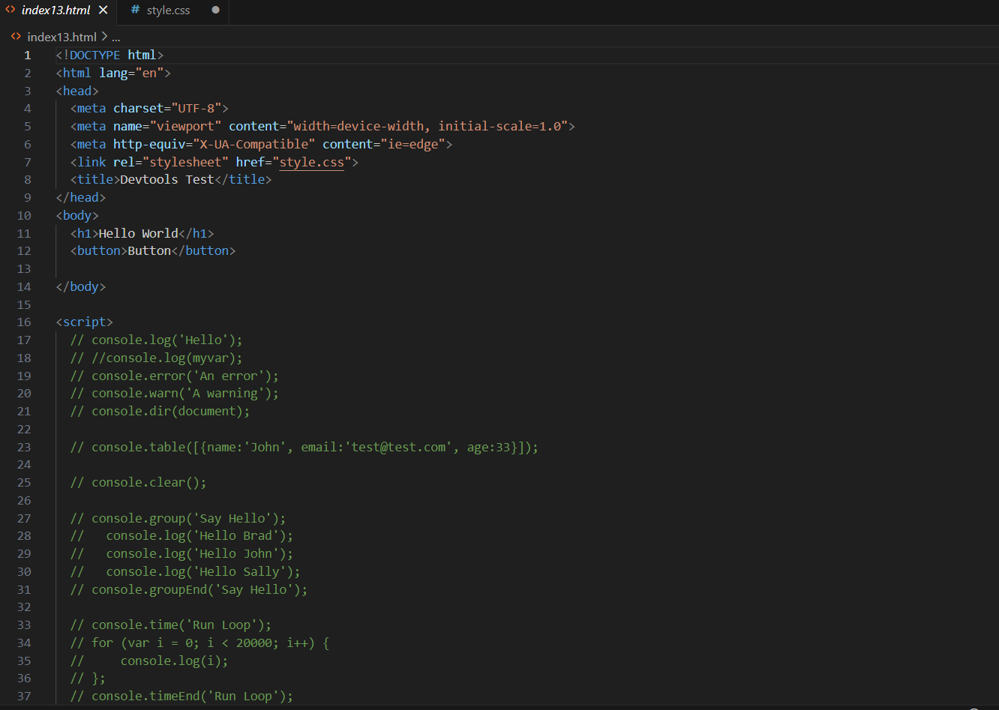 index13.html
# style.css
index13.html > ...
1 <!DOCTYPE html>
2 <html lang="en">
3 <head>
4   <meta charset="UTF-8">
5   <meta name="viewport" content="width=device-width, initial-scale=1.0">
6   <meta http-equiv="X-UA-Compatible" content="ie=edge">
7   <link rel="stylesheet" href="style.css">
8   <title>Devtools Test</title>
9 </head>
10 <body>
11   <h1>Hello World</h1>
12   <button>Button</button>
13
14 </body>
15
16 <script>
17   // console.log('Hello');
18   // //console.log(myvar);
19   // console.error('An error');
20   // console.warn('A warning');
21   // console.dir(document);
22
23   // console.table([{name:'John', email:'test@test.com', age:33}]);
24
25   // console.clear();
26
27   // console.group('Say Hello');
28   //   console.log('Hello Brad');
29   //   console.log('Hello John');
30   //   console.log('Hello Sally');
31   // console.groupEnd('Say Hello');
32
33   // console.time('Run Loop');
34   // for (var i = 0; i < 20000; i++) {
35   //     console.log(i);
36   // };
37   // console.timeEnd('Run Loop');